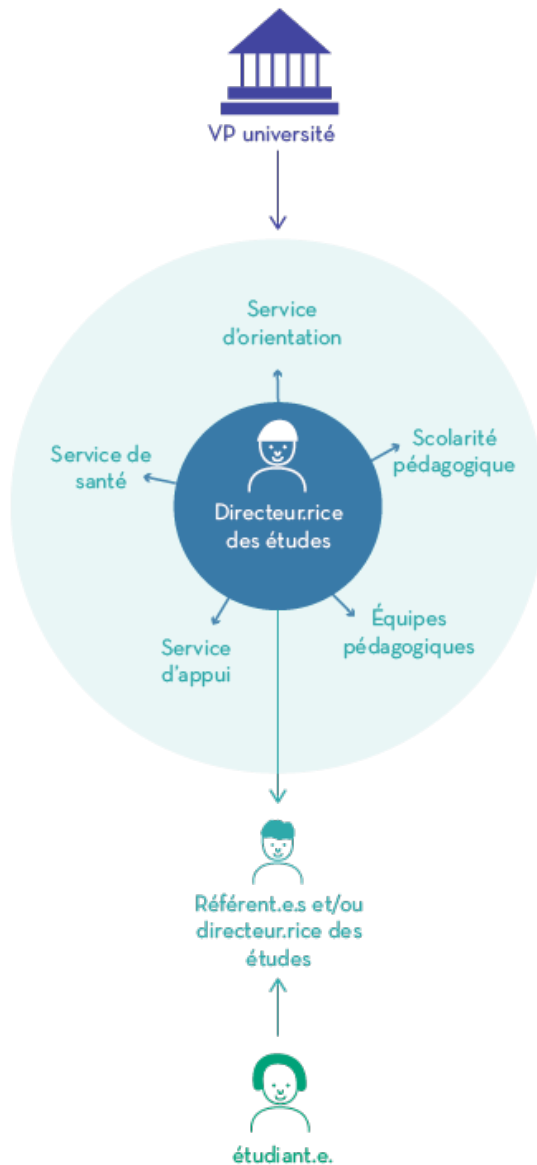 VP université
Service
d'orientation
Service de
santé
Scolarité
pédagogique
Directeur.rice
des études
Service
d'appui
Équipes
pédagogiques
Référent.e.s et/ou
directeur.rice des
études
étudiant.e.